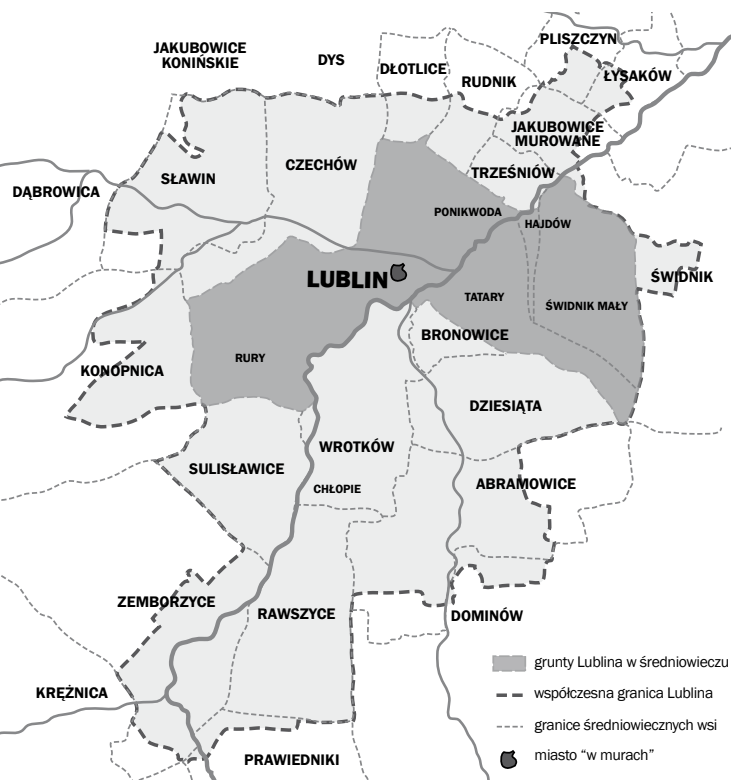 PLISZCZYN
JAKUBOWICE
KONIŃSKIE
DYS
DŁOTLICE
RUDNIK
ŁYSAKÓW
JAKUBOWICE
MUROWANE
CZECHÓW
TRZEŚNIÓW
SŁAWIN
DĄBROWICA
PONIKWODA
HAJDÓW
LUBLIN
ŚWIDNIK
TATARY
ŚWIDNIK MAŁY
BRONOWICE
RURY
KONOPNICA
DZIESIĄTA
WROTKÓW
SULISŁAWICE
ABRAMOWICE
CHŁOPIE
ZEMBORZYCE
RAWSZYCE
DOMINÓW
KRĘŻNICA
PRAWIEDNIKI
grunty Lublina w średniowieczu
współczesna granica Lublina
granice średniowiecznych wsi
miasto "w murach"